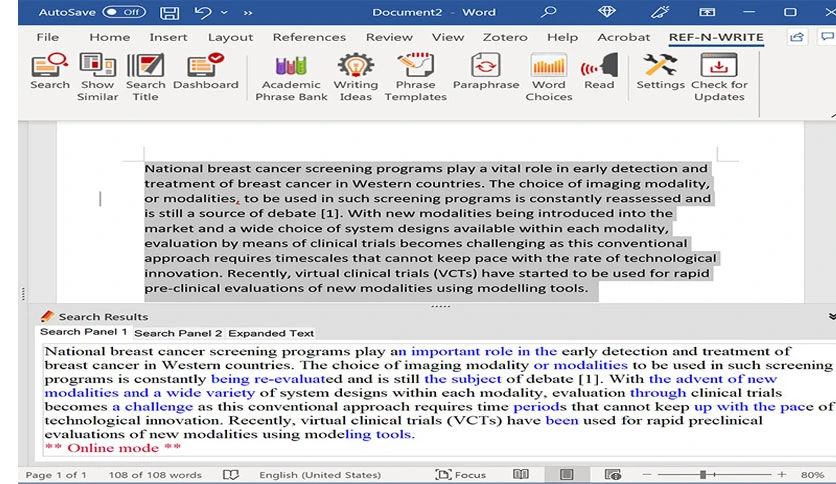 AutoSave Off Document2 - Word
File Home Insert Layout References Review View Zotero Help Acrobat REF-N-WRITE
Search Show Similar Search Title Dashboard Academic Phrase Bank Writing Ideas Phrase Templates Paraphrase Word Choices Read Settings Check for Updates
National breast cancer screening programs play a vital role in early detection and
treatment of breast cancer in Western countries. The choice of imaging modality,
or modalities, to be used in such screening programs is constantly reassessed and
is still a source of debate [1]. With new modalities being introduced into the
market and a wide choice of system designs available within each modality,
evaluation by means of clinical trials becomes challenging as this conventional
approach requires timescales that cannot keep pace with the rate of technological
innovation. Recently, virtual clinical trials (VCTs) have started to be used for rapid
pre-clinical evaluations of new modalities using modelling tools.
Search Results
Search Panel 1 Search Panel 2 Expanded Text
National breast cancer screening programs play an important role in the early detection and treatment of
breast cancer in Western countries. The choice of imaging modality or modalities to be used in such screening
programs is constantly being re-evaluated and is still the subject of debate [1]. With the advent of new
modalities and a wide variety of system designs within each modality, evaluation through clinical trials
becomes a challenge as this conventional approach requires time periods that cannot keep up with the pace of
technological innovation. Recently, virtual clinical trials (VCTs) have been used for rapid preclinical
evaluations of new modalities using modeling tools.
** Online mode **
Page 1 of 1 108 of 108 words English (United States) Focus 80%